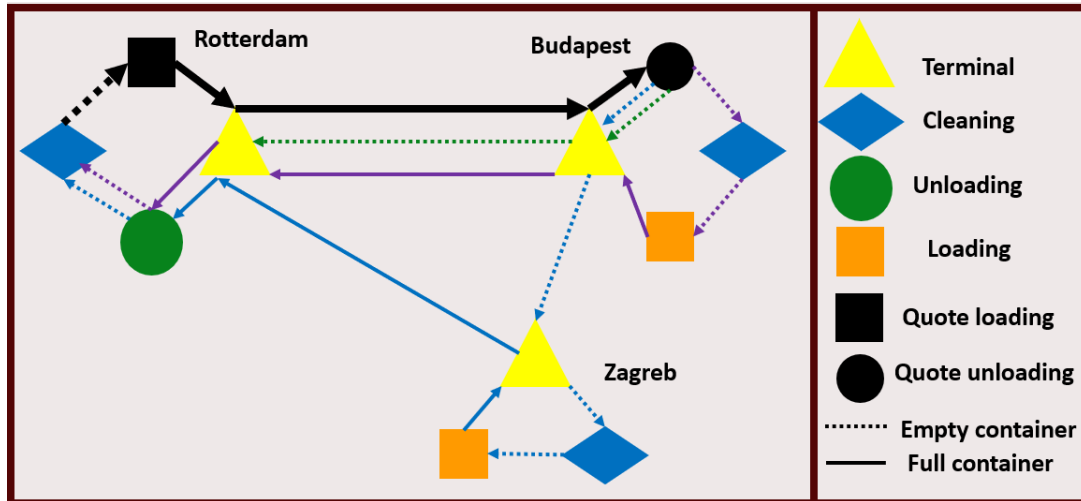 Rotterdam
Budapest
Zagreb
Terminal
Cleaning
Unloading
Loading
Quote loading
Quote unloading
Empty container
Full container